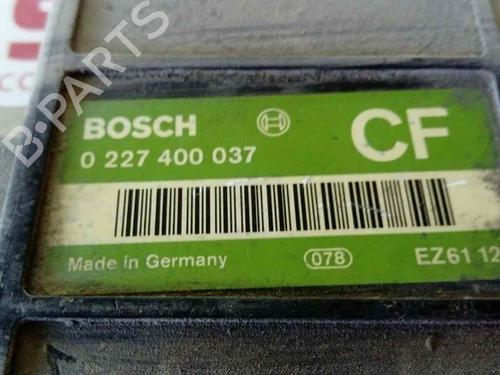 BOSCH
CF
0 227 400 037
Made in Germany
078
EZ61 12
B-PARTS